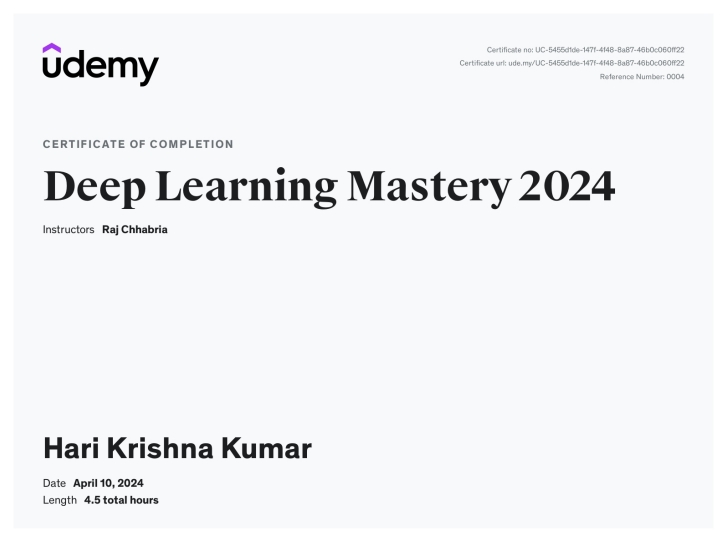 udemy
Certificate no: UC-5455d1de-147f-4f48-8a87-46b0c060ff22
Certificate url: ude.my/UC-5455d1de-147f-4f48-8a87-46b0c060ff22
Reference Number: 0004
CERTIFICATE OF COMPLETION
Deep Learning Mastery 2024
Instructors Raj Chhabria
Hari Krishna Kumar
Date April 10, 2024
Length 4.5 total hours